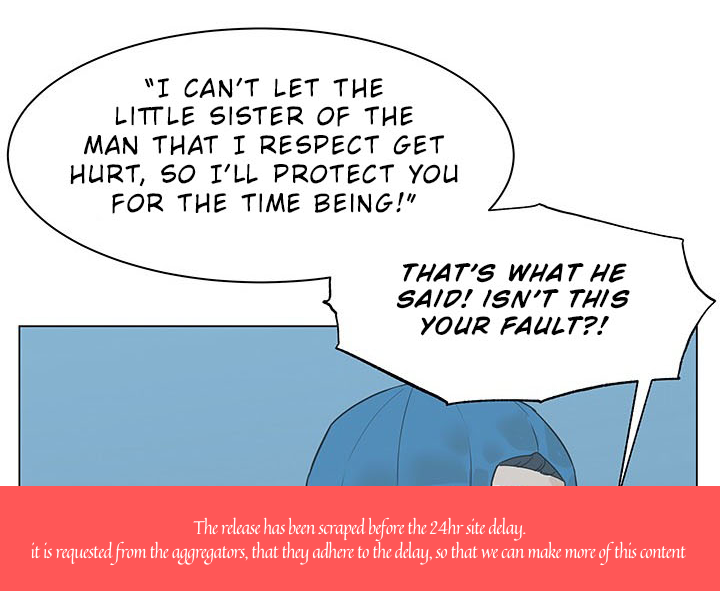 "I CAN'T LET THE
LITTLE SISTER OF THE
MAN THAT I RESPECT GET
HURT, SO I'LL PROTECT YOU
FOR THE TIME BEING!"
THAT'S WHAT HE
SAID! ISN'T THIS
YOUR FAULT?!
The release has been scraped before the 24hr site delay.
it is requested from the aggregators, that they adhere to the delay, so that we can make more of this content